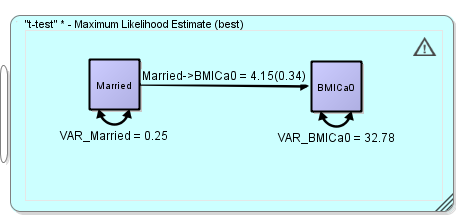 "t-test" * - Maximum Likelihood Estimate (best)
Married->BMICa0 = 4.15(0.34)
Married
BMICa0
VAR_Married = 0.25
VAR_BMICa0 = 32.78